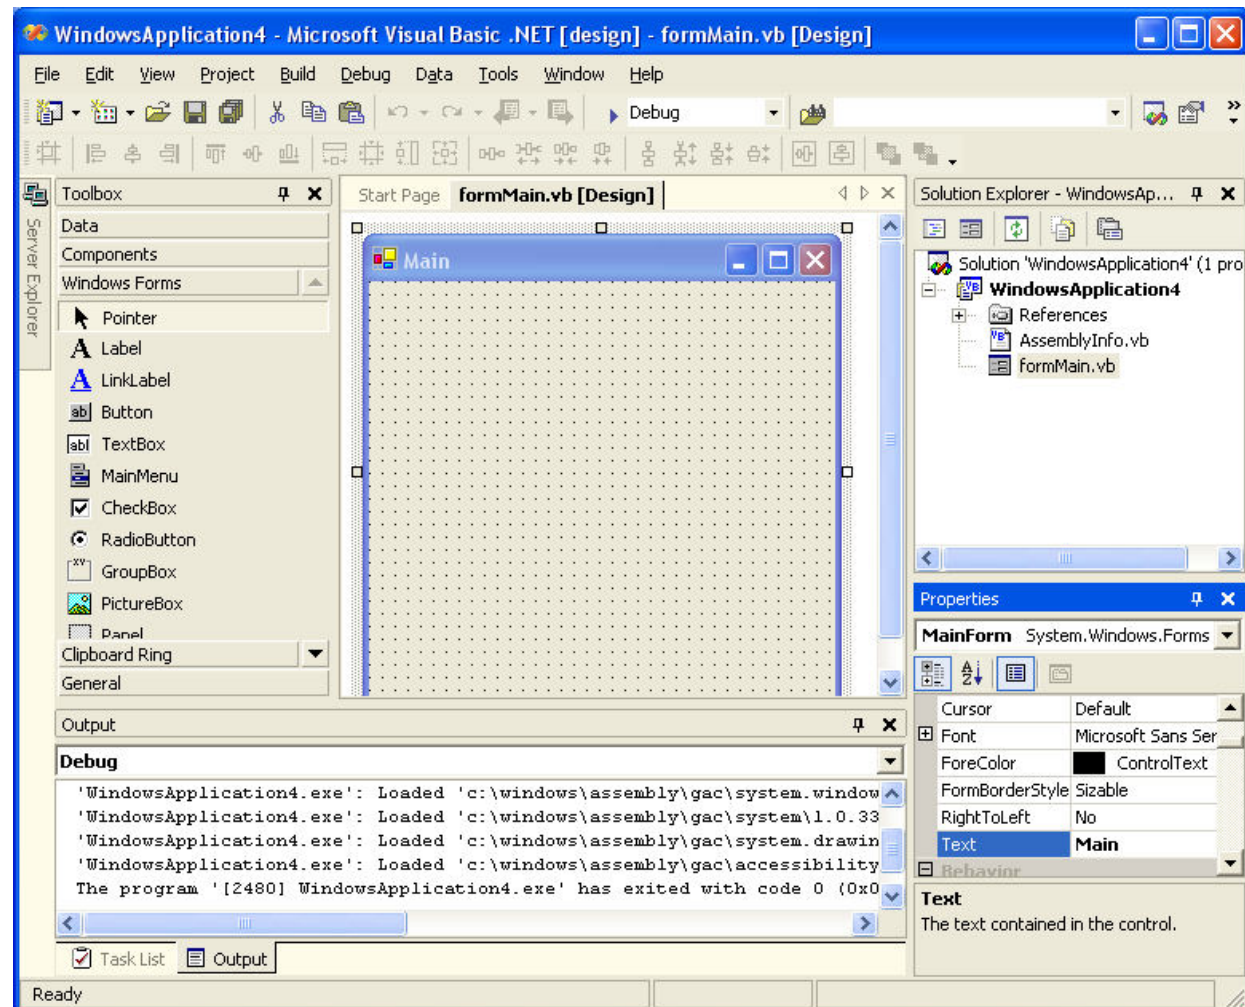 WindowsApplication4 - Microsoft Visual Basic .NET [design] - formMain.vb [Design]
File Edit View Project Build Debug Data Tools Window Help
Debug
Server Explorer
Toolbox
Data
Components
Windows Forms
Pointer
Label
LinkLabel
Button
TextBox
MainMenu
CheckBox
RadioButton
GroupBox
PictureBox
Panel
Clipboard Ring
General
Start Page formMain.vb [Design]
Main
Solution Explorer - WindowsAp...
Solution 'WindowsApplication4' (1 pro
WindowsApplication4
References
AssemblyInfo.vb
formMain.vb
Properties
MainForm System.Windows.Forms
Cursor Default
Font Microsoft Sans Ser
ForeColor ControlText
FormBorderStyle Sizable
RightToLeft No
Text Main
Behavior
Text
The text contained in the control.
Output
Debug
'WindowsApplication4.exe': Loaded 'c:\windows\assembly\gac\system.window
'WindowsApplication4.exe': Loaded 'c:\windows\assembly\gac\system\1.0.33
'WindowsApplication4.exe': Loaded 'c:\windows\assembly\gac\system.drawin
'WindowsApplication4.exe': Loaded 'c:\windows\assembly\gac\accessibility
The program '[2480] WindowsApplication4.exe' has exited with code 0 (0x0
Task List Output
Ready